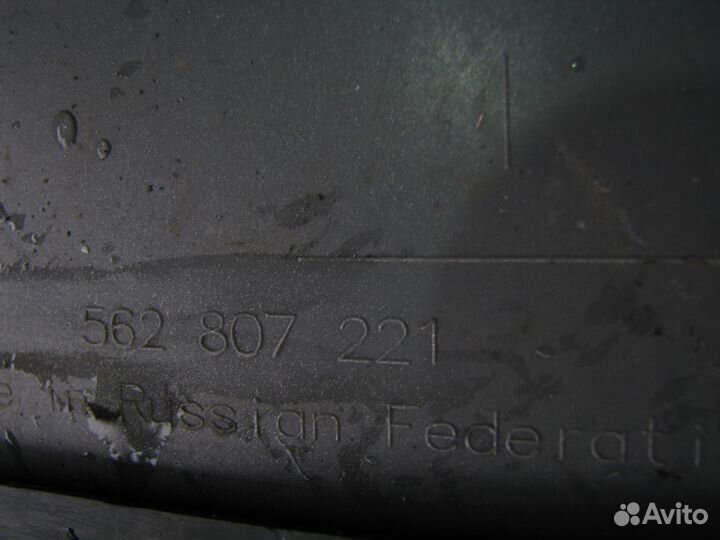 562 807 221
e in Russian Federati
Avito